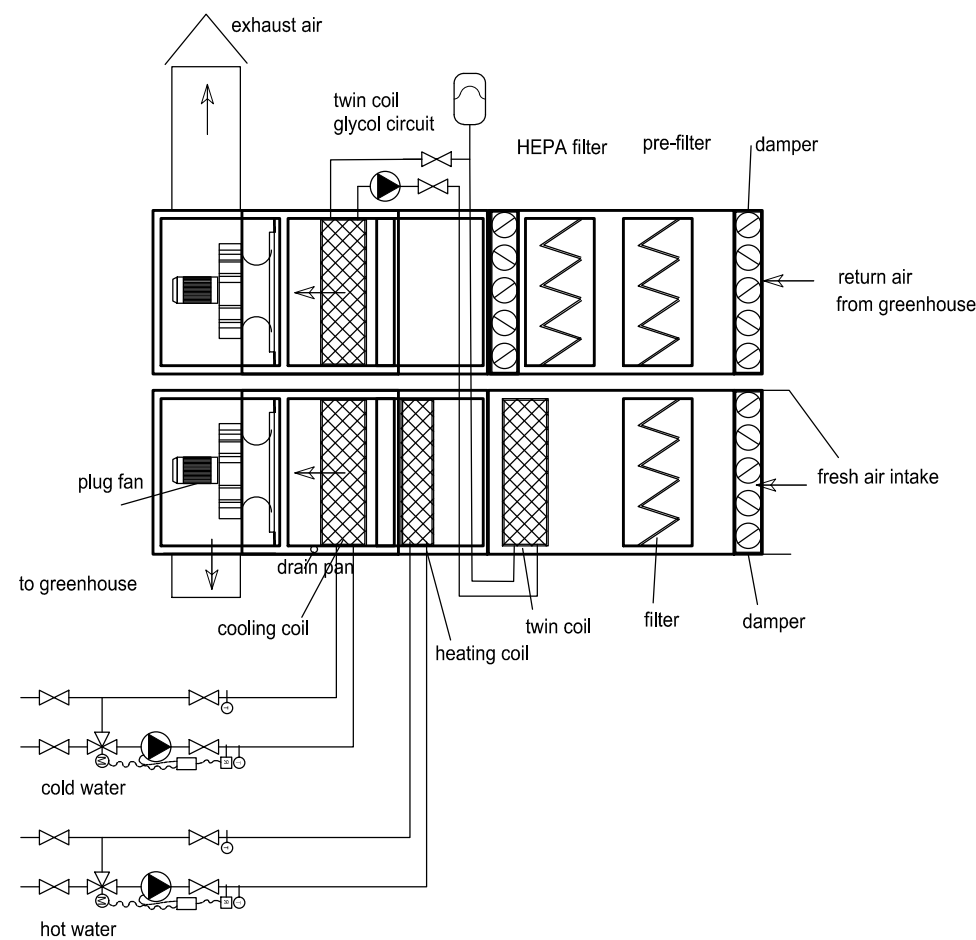 exhaust air
twin coil
glycol circuit
HEPA filter
pre-filter
damper
return air
from greenhouse
plug fan
fresh air intake
to greenhouse
drain pan
cooling coil
twin coil
filter
damper
heating coil
M
cold water
M
hot water